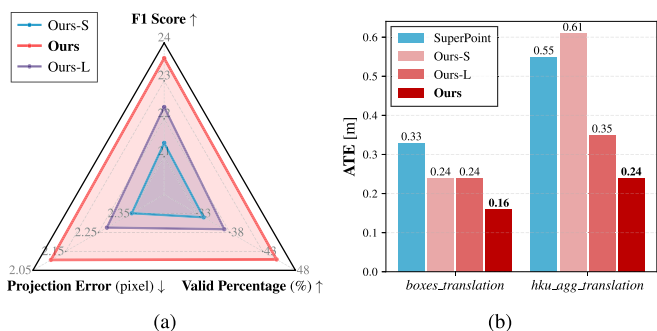 F1 Score ↑
Ours-S
Ours
Ours-L
24
23
22
21
2.35
2.25
2.15
2.05
33
38
43
48
Projection Error (pixel) ↓
Valid Percentage (%) ↑
(a)
SuperPoint
Ours-S
Ours-L
Ours
ATE [m]
0.6
0.5
0.4
0.3
0.2
0.1
0.0
0.33
0.24
0.24
0.16
0.55
0.61
0.35
0.24
boxes_translation
hku_agg_translation
(b)